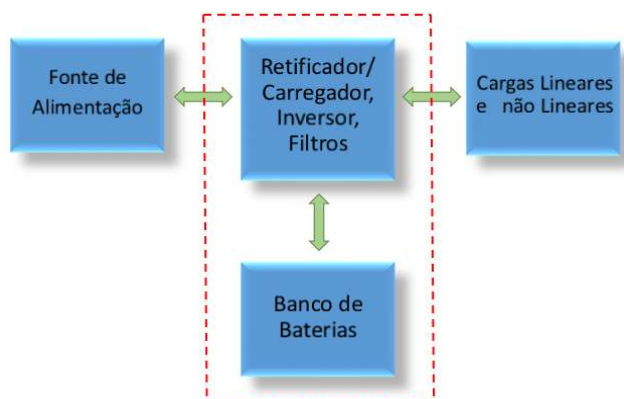 Fonte de
Alimentação
Retificador/
Carregador,
Inversor,
Filtros
Cargas Lineares
e não Lineares
Banco de
Baterias